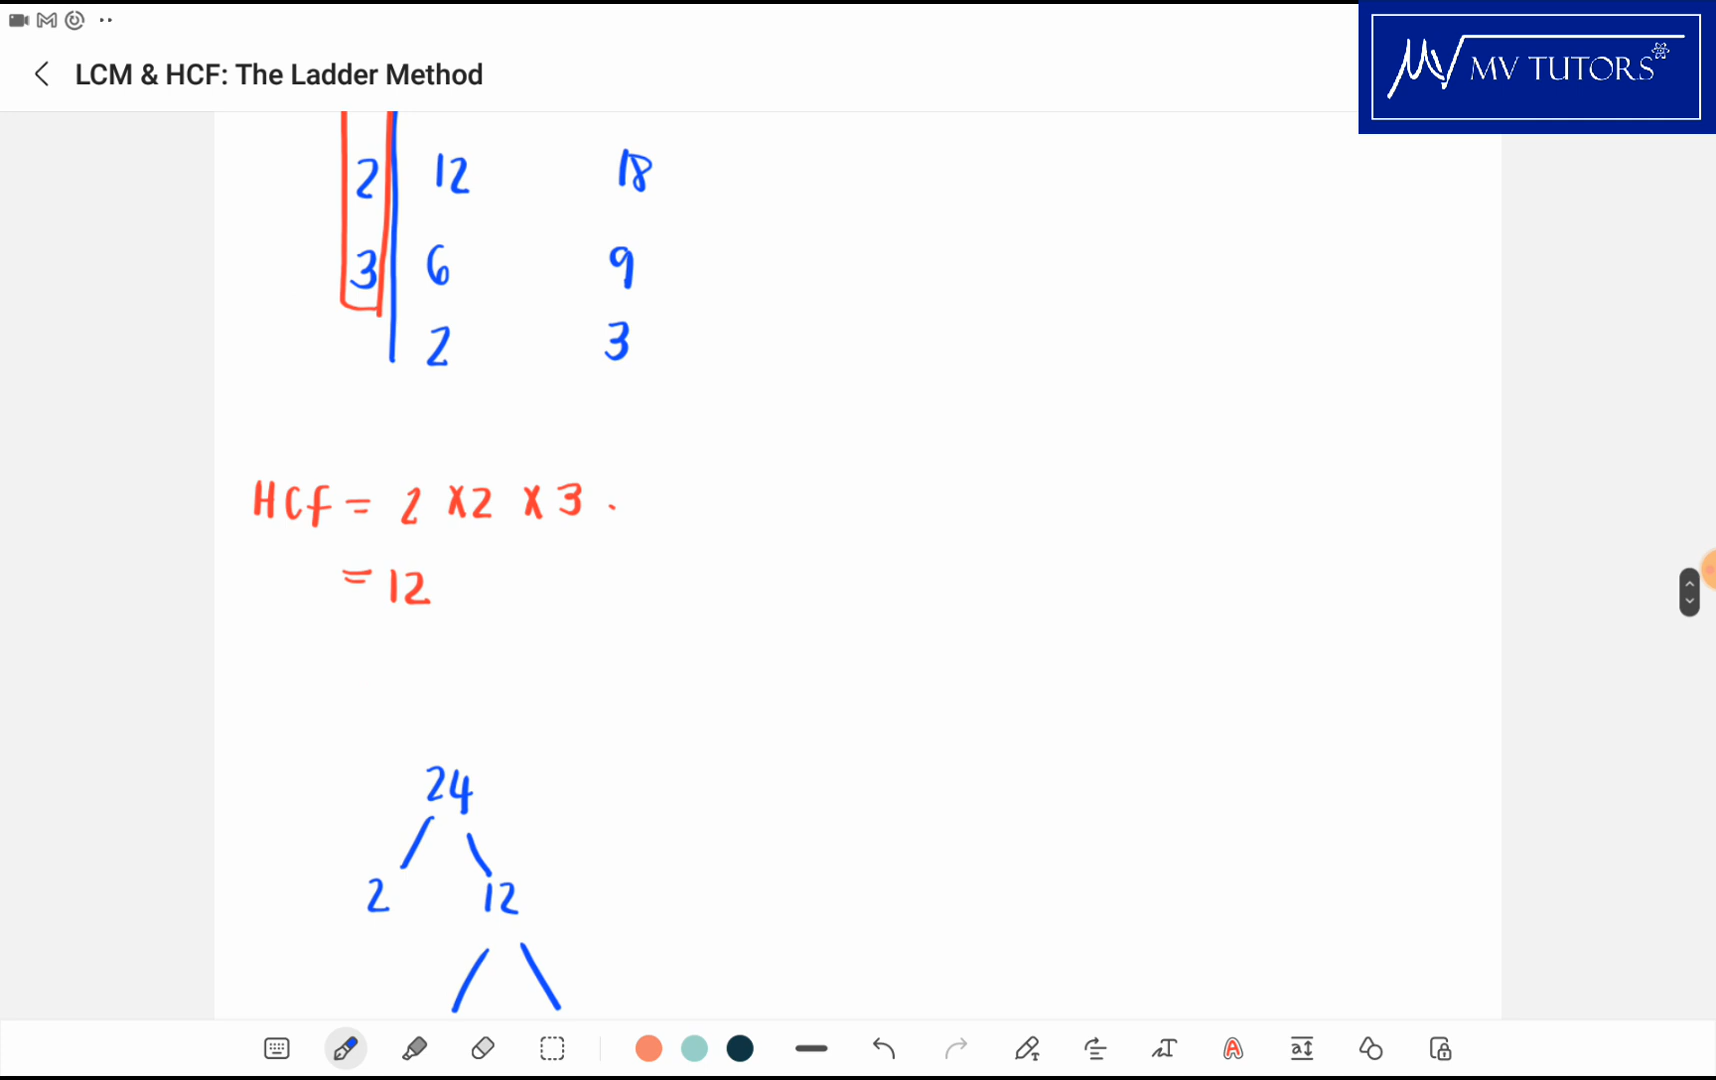 LCM & HCF: The Ladder Method
MV TUTORS
2 12 18
3 6 9
2 3
HCf = 2 x 2 x 3 .
= 12
24
2 12